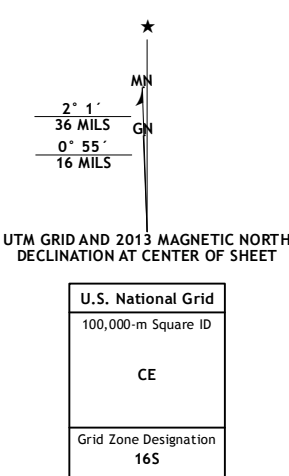 ★
MN
2° 1´
36 MILS
GN
0° 55´
16 MILS
UTM GRID AND 2013 MAGNETIC NORTH
DECLINATION AT CENTER OF SHEET
U.S. National Grid
100,000-m Square ID
CE
Grid Zone Designation
16S